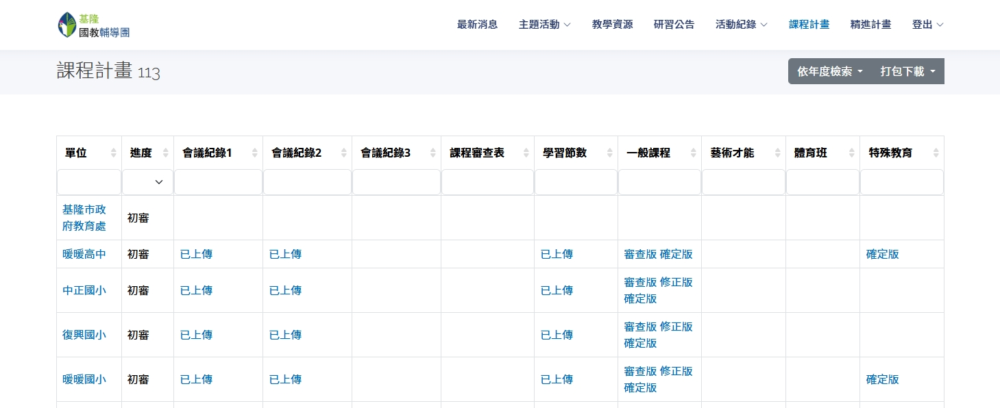 基隆
國教輔導團
最新消息 主題活動 教學資源 研習公告 活動紀錄 課程計畫 精進計畫 登出
課程計畫 113
依年度檢索 打包下載
單位 進度 會議紀錄1 會議紀錄2 會議紀錄3 課程審查表 學習節數 一般課程 藝術才能 體育班 特殊教育
基隆市政
府教育處 初審
暖暖高中 初審 已上傳 已上傳 已上傳 審查版 確定版 確定版
中正國小 初審 已上傳 已上傳 已上傳 審查版 修正版
確定版
復興國小 初審 已上傳 已上傳 已上傳 審查版 修正版
確定版
暖暖國小 初審 已上傳 已上傳 已上傳 審查版 修正版
確定版 確定版